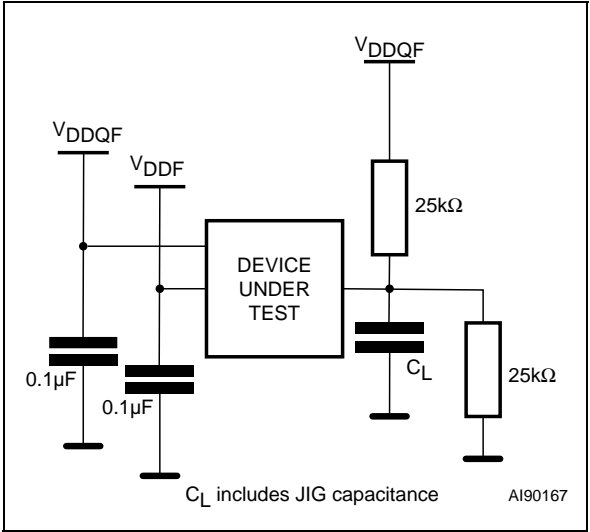 VDDQF
VDDQF
VDDF
25kΩ
DEVICE
UNDER
TEST
CL
0.1µF
25kΩ
0.1µF
CL includes JIG capacitance
AI90167